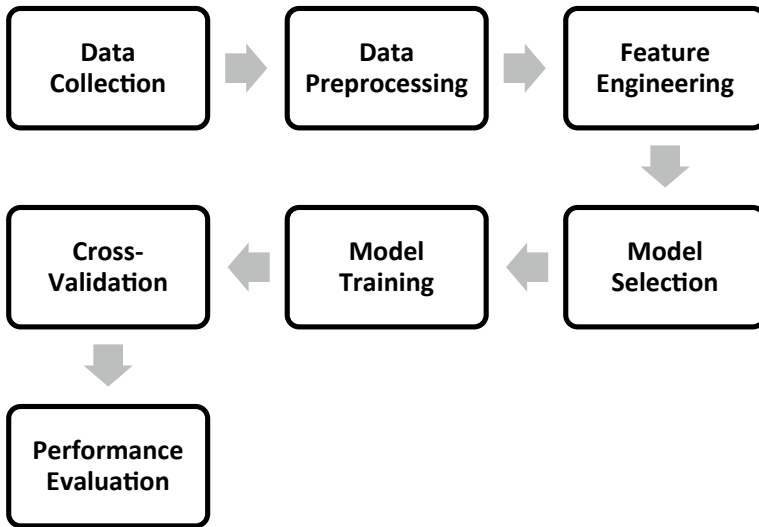 Data
Collection
Data
Preprocessing
Feature
Engineering
Model
Selection
Model
Training
Cross-
Validation
Performance
Evaluation